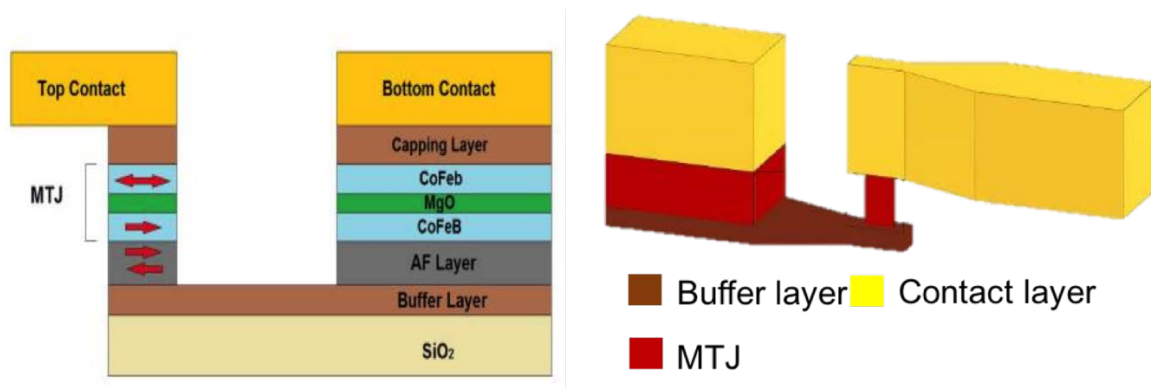 Top Contact
Bottom Contact
Capping Layer
MTJ
CoFeb
MgO
CoFeB
AF Layer
Buffer Layer
SiO₂
Buffer layer
Contact layer
MTJ